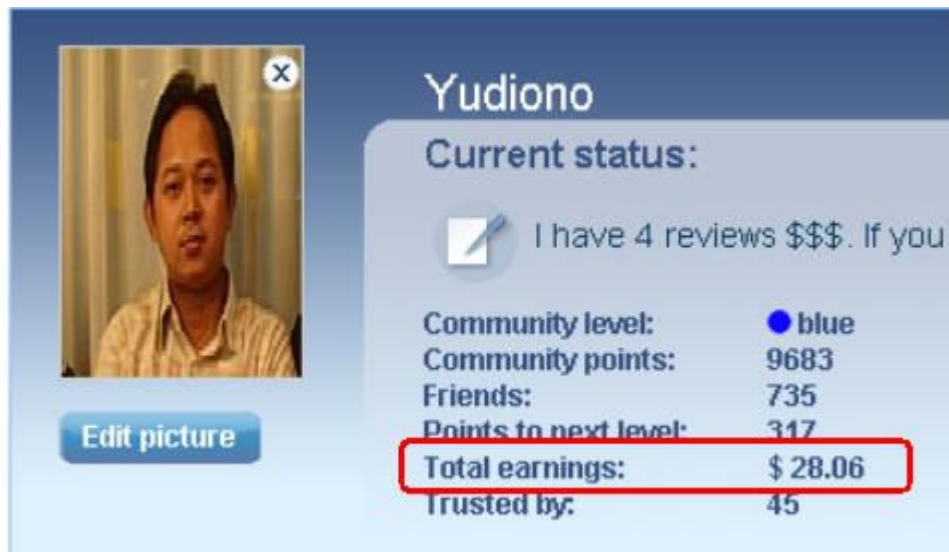 Yudiono
Current status:
I have 4 reviews $$$. If you
Community level: blue
Community points: 9683
Friends: 735
Points to next level: 317
Total earnings: $ 28.06
Trusted by: 45
Edit picture